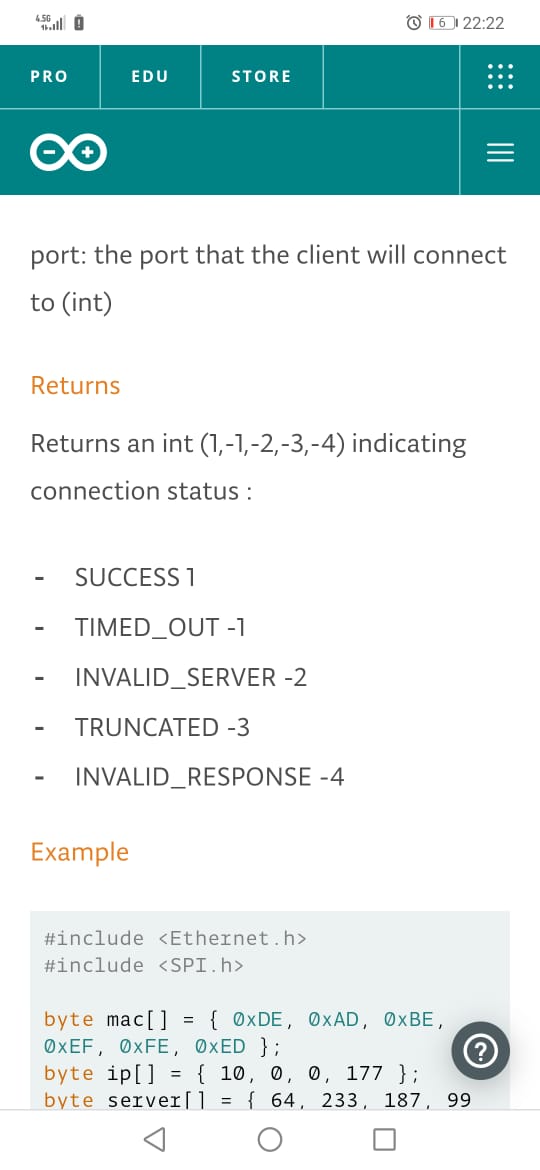 4.5G
6 22:22
PRO EDU STORE
port: the port that the client will connect
to (int)
Returns
Returns an int (1,-1,-2,-3,-4) indicating
connection status :
- SUCCESS 1
- TIMED_OUT -1
- INVALID_SERVER -2
- TRUNCATED -3
- INVALID_RESPONSE -4
Example
#include <Ethernet.h>
#include <SPI.h>
byte mac[] = { 0xDE, 0xAD, 0xBE,
0xEF, 0xFE, 0xED };
byte ip[] = { 10, 0, 0, 177 };
byte server[] = { 64, 233, 187, 99